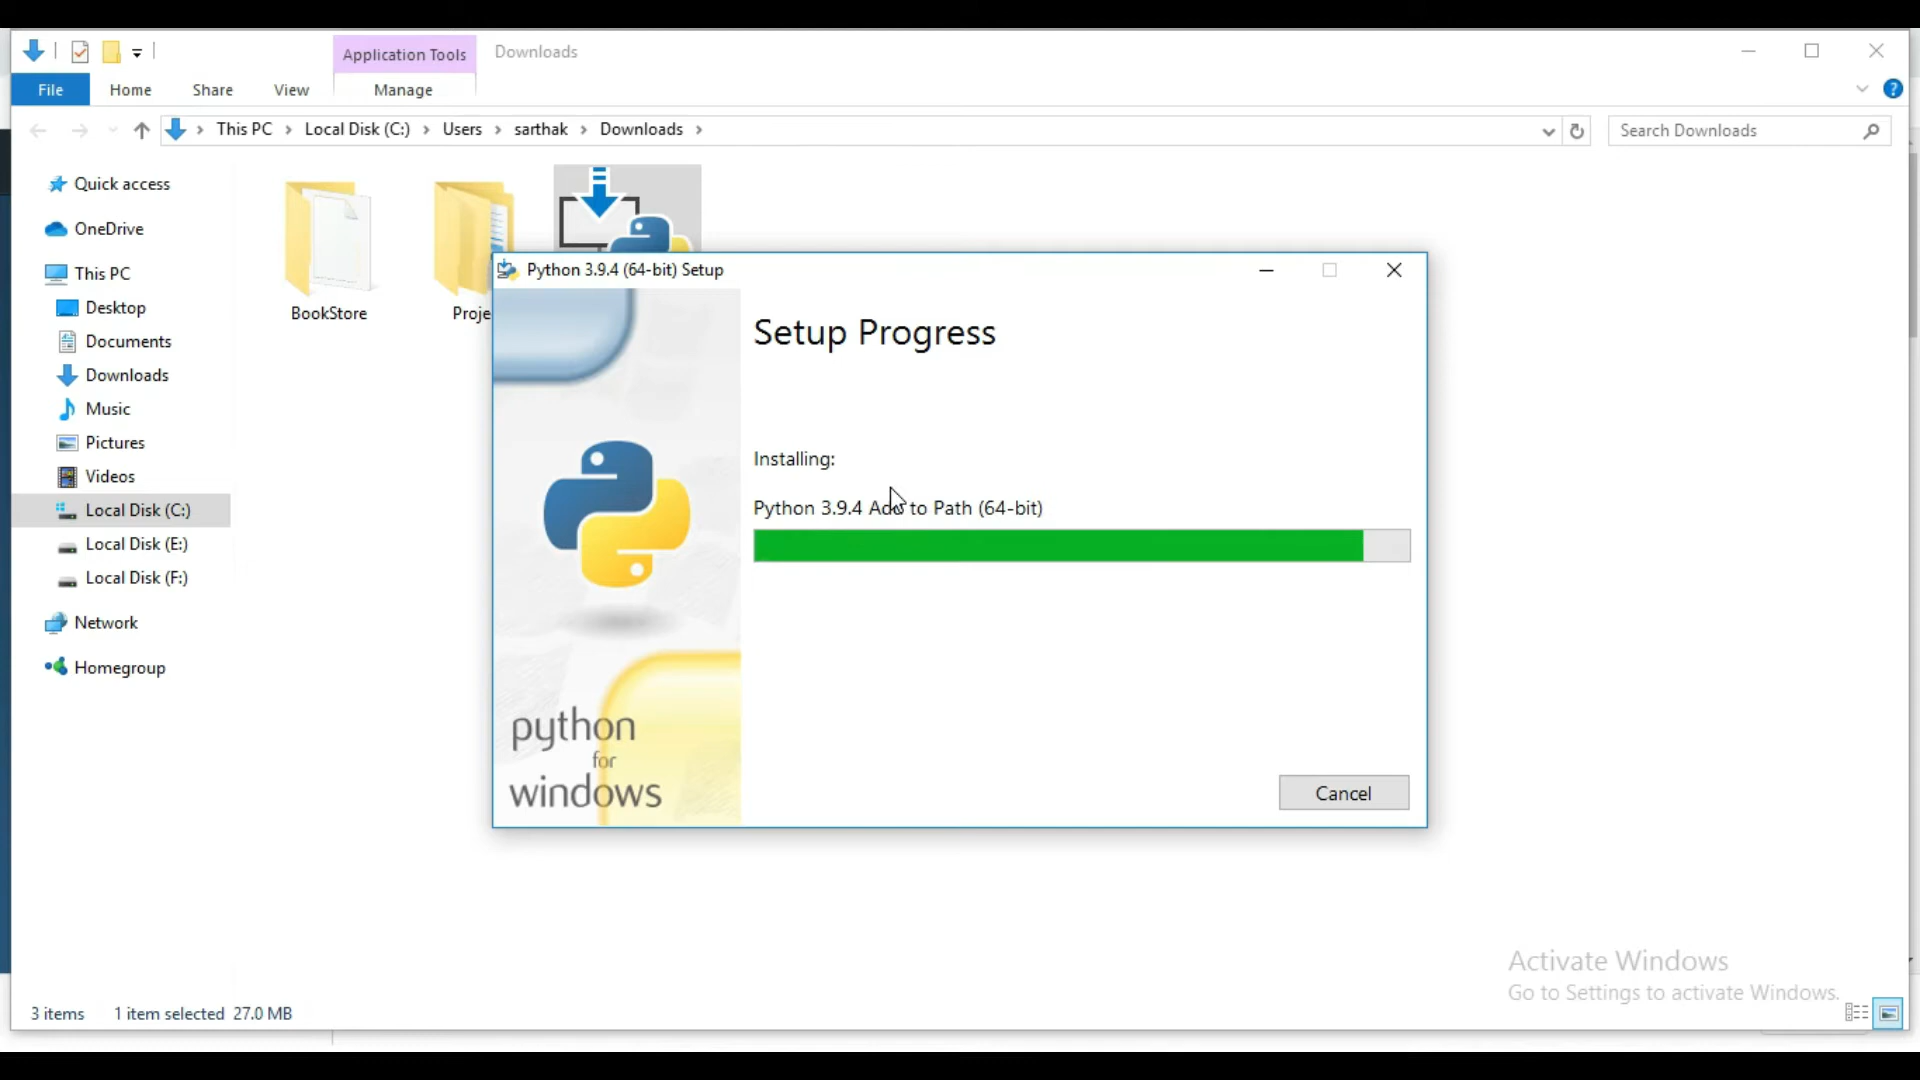 Application Tools
Downloads
File
Home
Share
View
Manage
This PC
Local Disk (C:)
Users
sarthak
Downloads
Search Downloads
Quick access
OneDrive
This PC
Desktop
Documents
Downloads
Music
Pictures
Videos
Local Disk (C:)
Local Disk (E:)
Local Disk (F:)
Network
Homegroup
BookStore
Proje
Python 3.9.4 (64-bit) Setup
Setup Progress
Installing:
Python 3.9.4 Add to Path (64-bit)
python
for
windows
Cancel
Activate Windows
Go to Settings to activate Windows.
3 items
1 item selected 27.0 MB